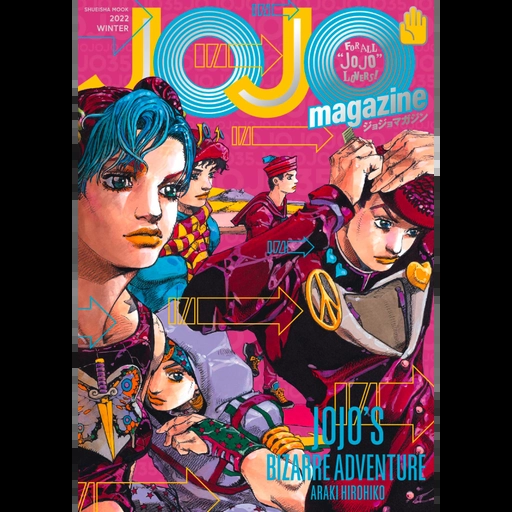 SHUEISHA MOOK
2022
WINTER
JOJO
FOR ALL
"JOJO"
LOVERS!
magazine
ジョジョマガジン
JOJO'S
BIZARRE ADVENTURE
ARAKI HIROHIKO